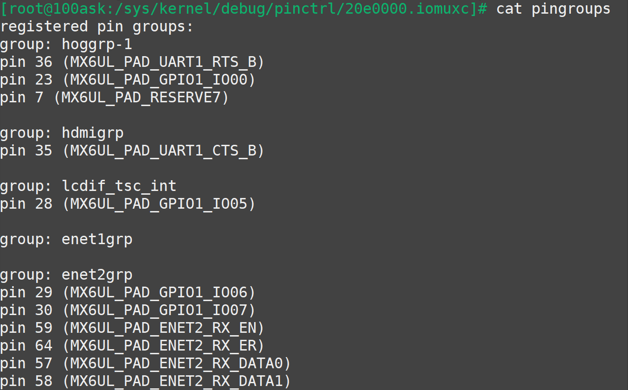 [root@100ask:/sys/kernel/debug/pinctrl/20e0000.iomuxc]# cat pingroups
registered pin groups:
group: hoggrp-1
pin 36 (MX6UL_PAD_UART1_RTS_B)
pin 23 (MX6UL_PAD_GPIO1_IO00)
pin 7 (MX6UL_PAD_RESERVE7)

group: hdmigrp
pin 35 (MX6UL_PAD_UART1_CTS_B)

group: lcdif_tsc_int
pin 28 (MX6UL_PAD_GPIO1_IO05)

group: enet1grp

group: enet2grp
pin 29 (MX6UL_PAD_GPIO1_IO06)
pin 30 (MX6UL_PAD_GPIO1_IO07)
pin 59 (MX6UL_PAD_ENET2_RX_EN)
pin 64 (MX6UL_PAD_ENET2_RX_ER)
pin 57 (MX6UL_PAD_ENET2_RX_DATA0)
pin 58 (MX6UL_PAD_ENET2_RX_DATA1)